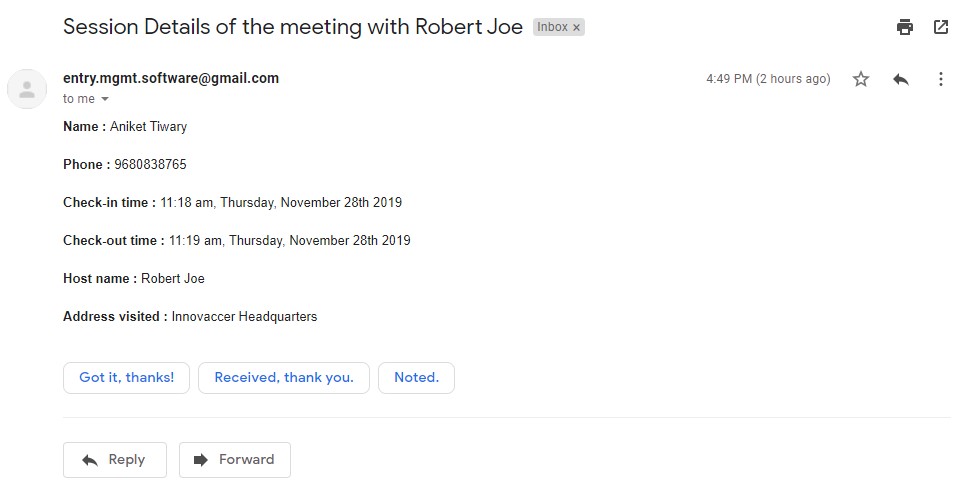 Session Details of the meeting with Robert Joe Inbox x
entry.mgmt.software@gmail.com 4:49 PM (2 hours ago)
to me
Name : Aniket Tiwary
Phone : 9680838765
Check-in time : 11:18 am, Thursday, November 28th 2019
Check-out time : 11:19 am, Thursday, November 28th 2019
Host name : Robert Joe
Address visited : Innovaccer Headquarters
Got it, thanks! Received, thank you. Noted.
Reply Forward